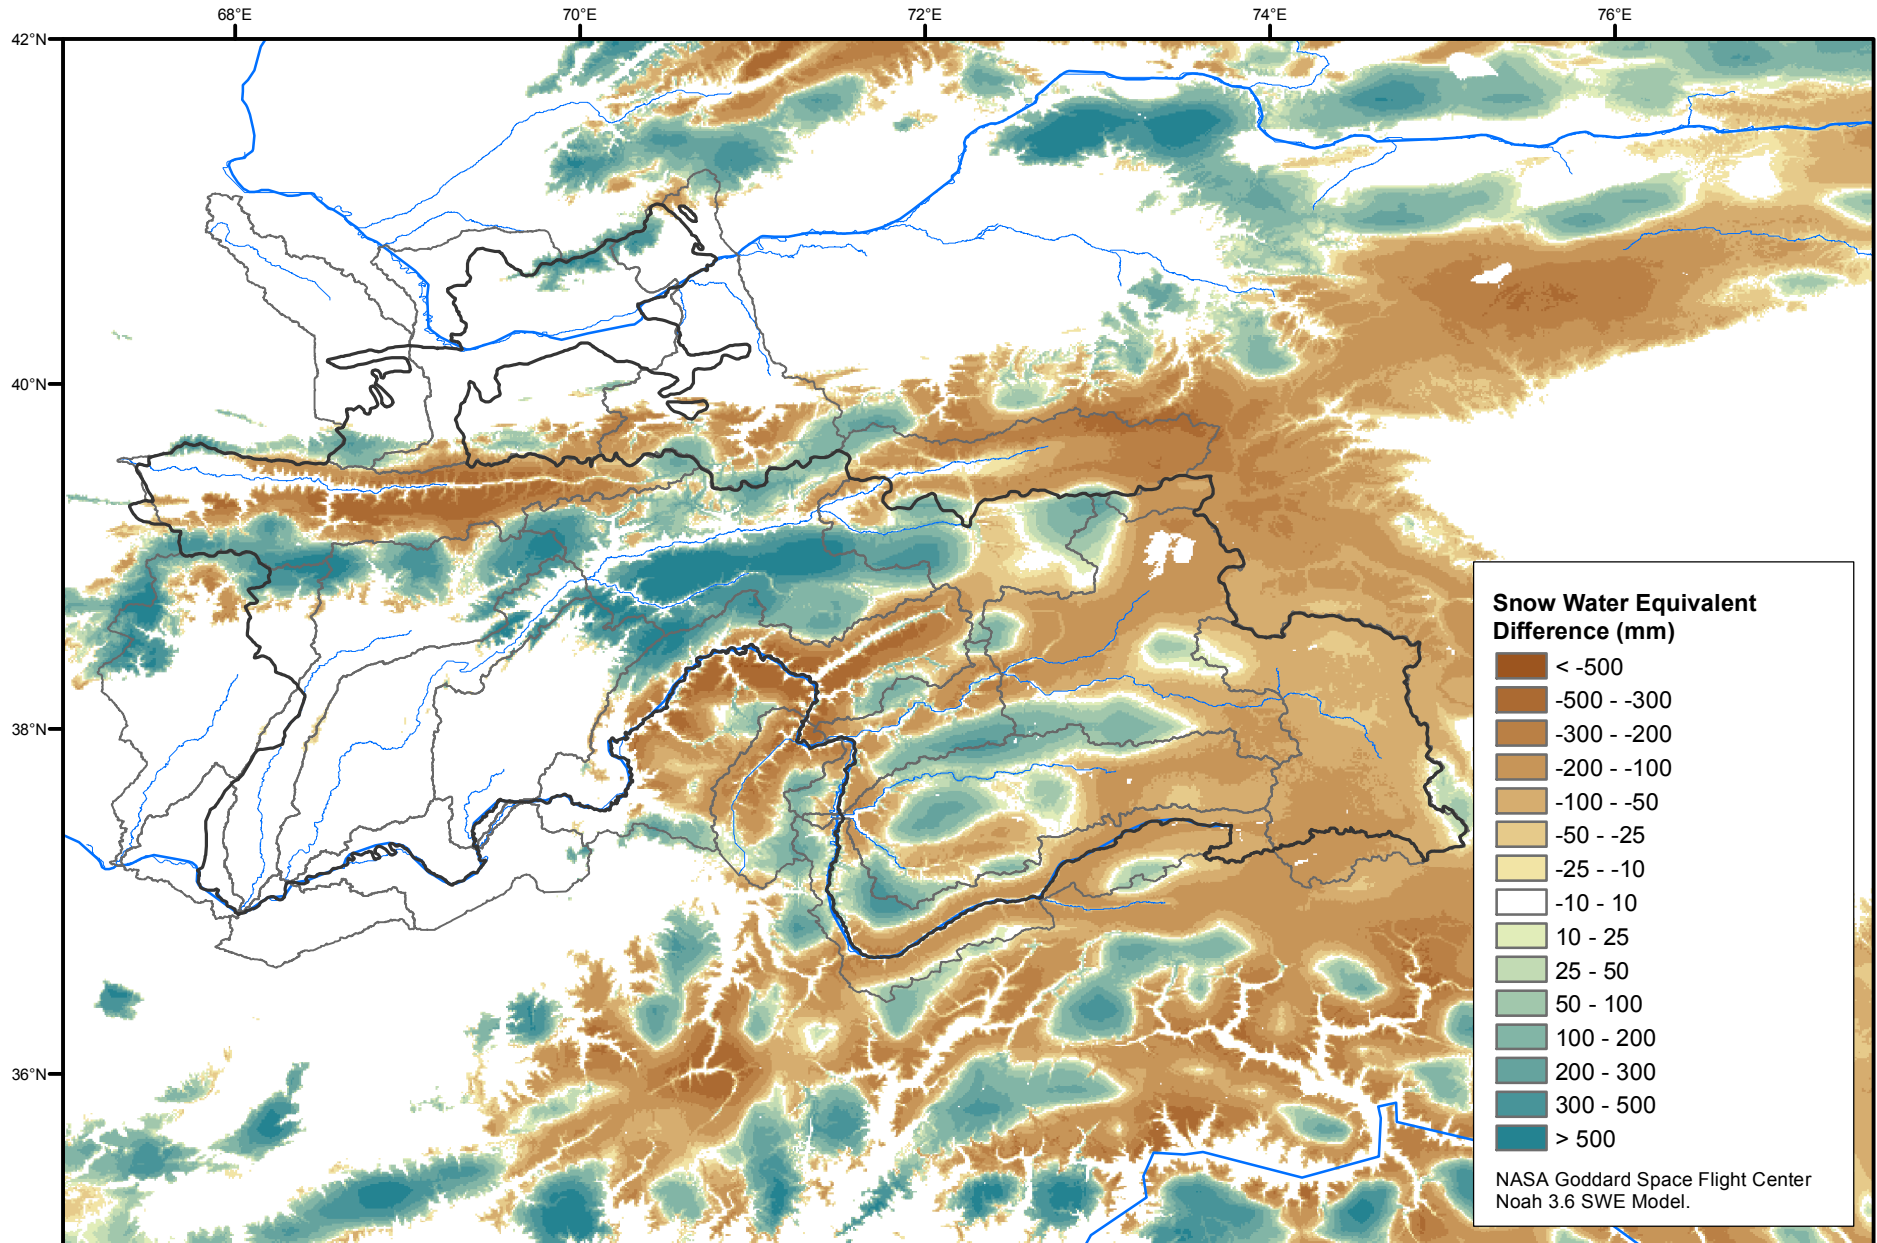 68°E
70°E
72°E
74°E
76°E
42°N
40°N
38°N
36°N
Snow Water Equivalent
Difference (mm)
< -500
-500 - -300
-300 - -200
-200 - -100
-100 - -50
-50 - -25
-25 - -10
-10 - 10
10 - 25
25 - 50
50 - 100
100 - 200
200 - 300
300 - 500
> 500
NASA Goddard Space Flight Center
Noah 3.6 SWE Model.